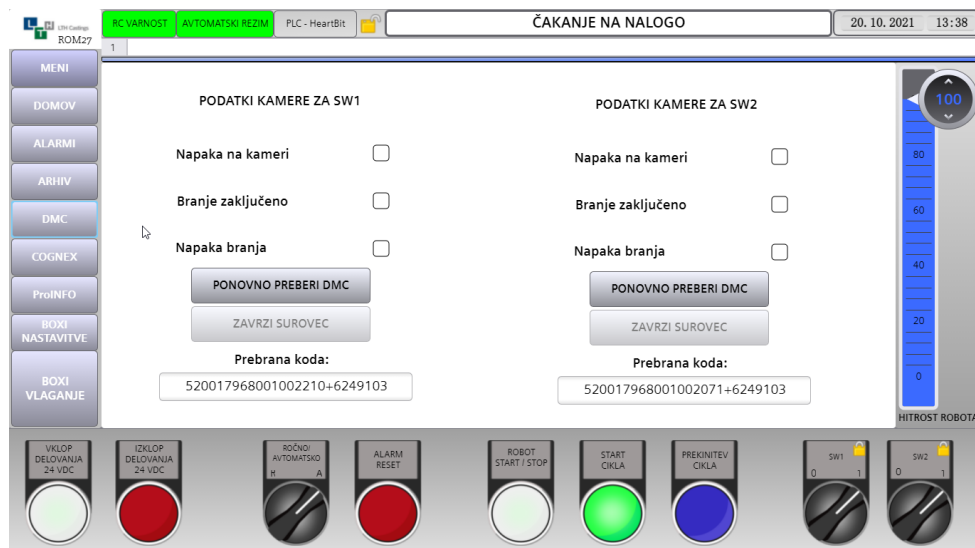 LTH Castings
ROM27
RC VARNOST
AVTOMATSKI REZIM
PLC - HeartBit
ČAKANJE NA NALOGO
20. 10. 2021 13:38
1
MENI
DOMOV
ALARMI
ARHIV
DMC
COGNEX
ProINFO
BOXI
NASTAVITVE
BOXI
VLAGANJE
PODATKI KAMERE ZA SW1
Napaka na kameri
Branje zaključeno
Napaka branja
PONOVNO PREBERI DMC
ZAVRZI SUROVEC
Prebrana koda:
520017968001002210+6249103
PODATKI KAMERE ZA SW2
Napaka na kameri
Branje zaključeno
Napaka branja
PONOVNO PREBERI DMC
ZAVRZI SUROVEC
Prebrana koda:
520017968001002071+6249103
100
80
60
40
20
0
HITROST ROBOTA
VKLOP
DELOVANJA
24 VDC
IZKLOP
DELOVANJA
24 VDC
ROČNO/
AVTOMATSKO
H A
ALARM
RESET
ROBOT
START / STOP
START
CIKLA
PREKINITEV
CIKLA
SW1
0 1
SW2
0 1